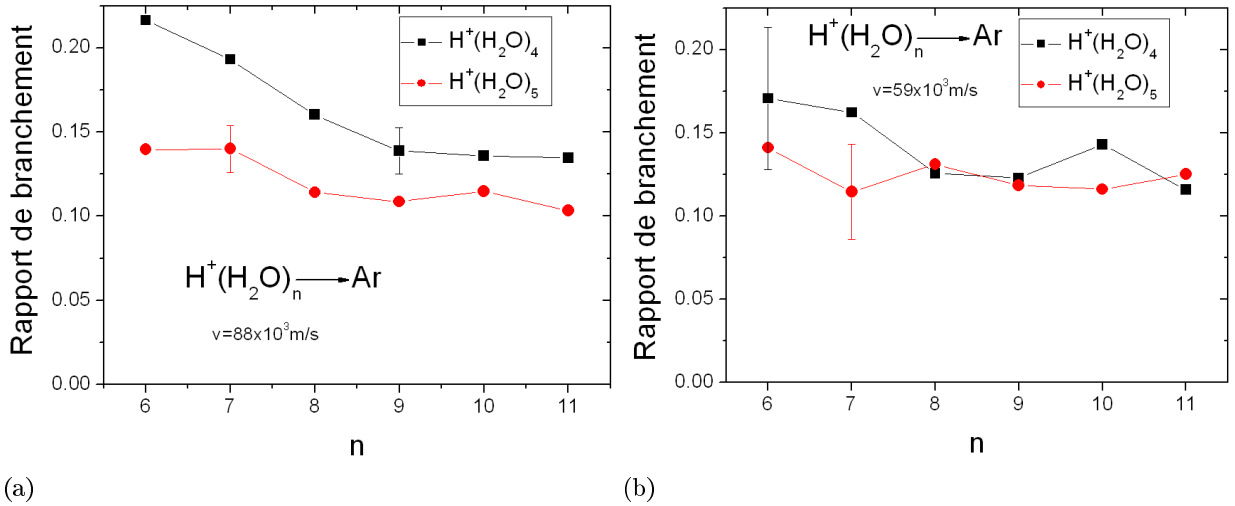 Rapport de branchement
0.20
0.15
0.10
0.05
0.00
H⁺(H₂O)₄
H⁺(H₂O)₅
H⁺(H₂O)ₙ → Ar
v=88x10³m/s
6 7 8 9 10 11
n
(a)
Rapport de branchement
0.20
0.15
0.10
0.05
0.00
H⁺(H₂O)ₙ → Ar
v=59x10³m/s
H⁺(H₂O)₄
H⁺(H₂O)₅
6 7 8 9 10 11
n
(b)